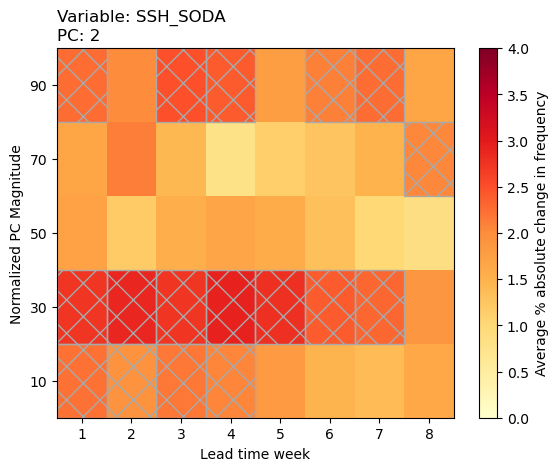 Variable: SSH_SODA
PC: 2
Normalized PC Magnitude
90
70
50
30
10
1 2 3 4 5 6 7 8
Lead time week
4.0
3.5
3.0
2.5
2.0
1.5
1.0
0.5
0.0
Average % absolute change in frequency